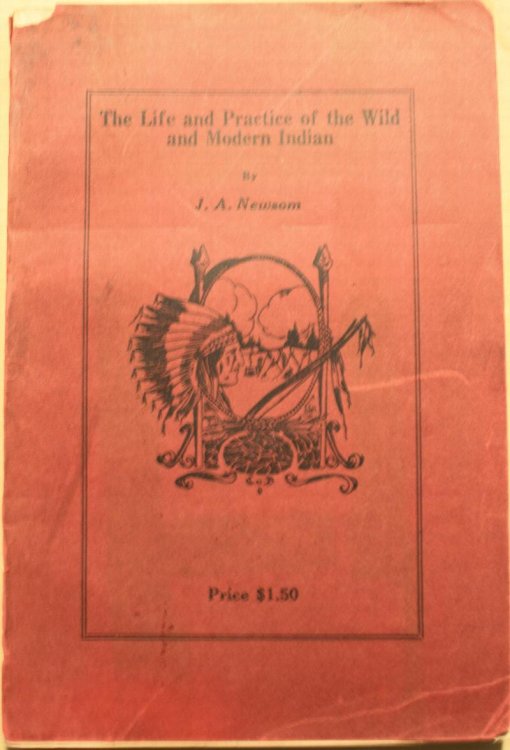 The Life and Practice of the Wild
and Modern Indian
By
J. A. Newsom
Price $1.50